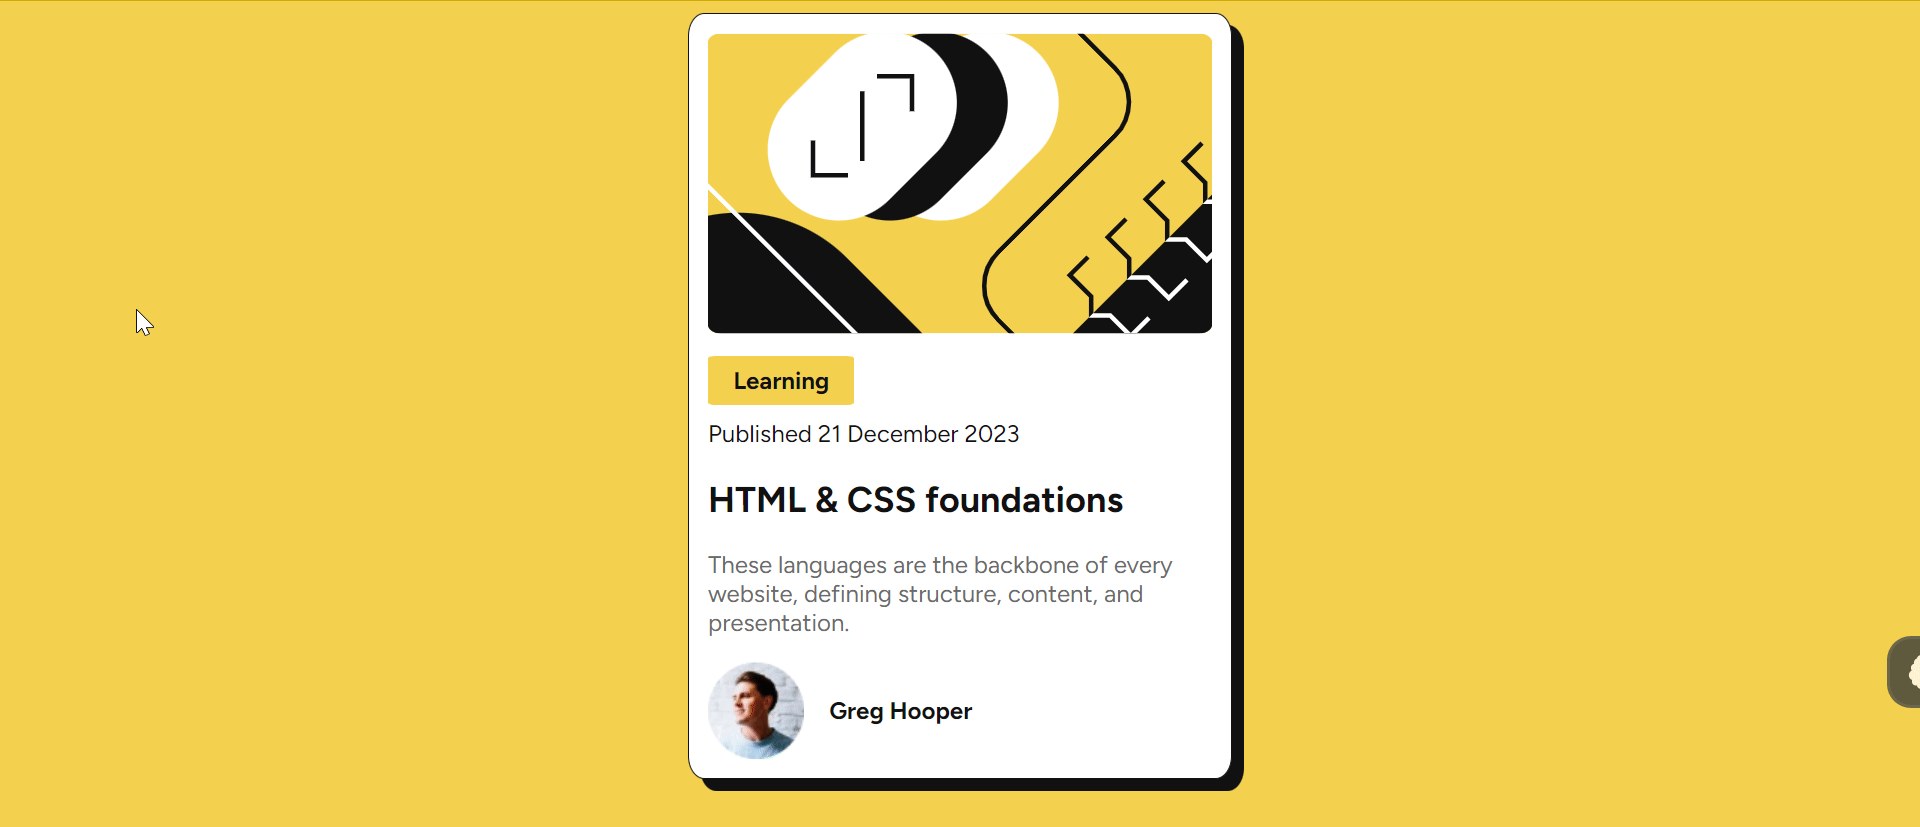 Learning
Published 21 December 2023
HTML & CSS foundations
These languages are the backbone of every
website, defining structure, content, and
presentation.
Greg Hooper